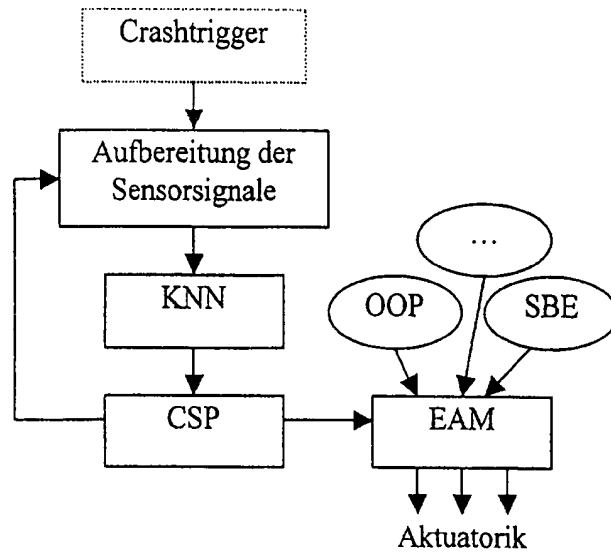 Crashtrigger
Aufbereitung der
Sensorsignale
KNN
CSP
...
OOP
SBE
EAM
Aktuatorik